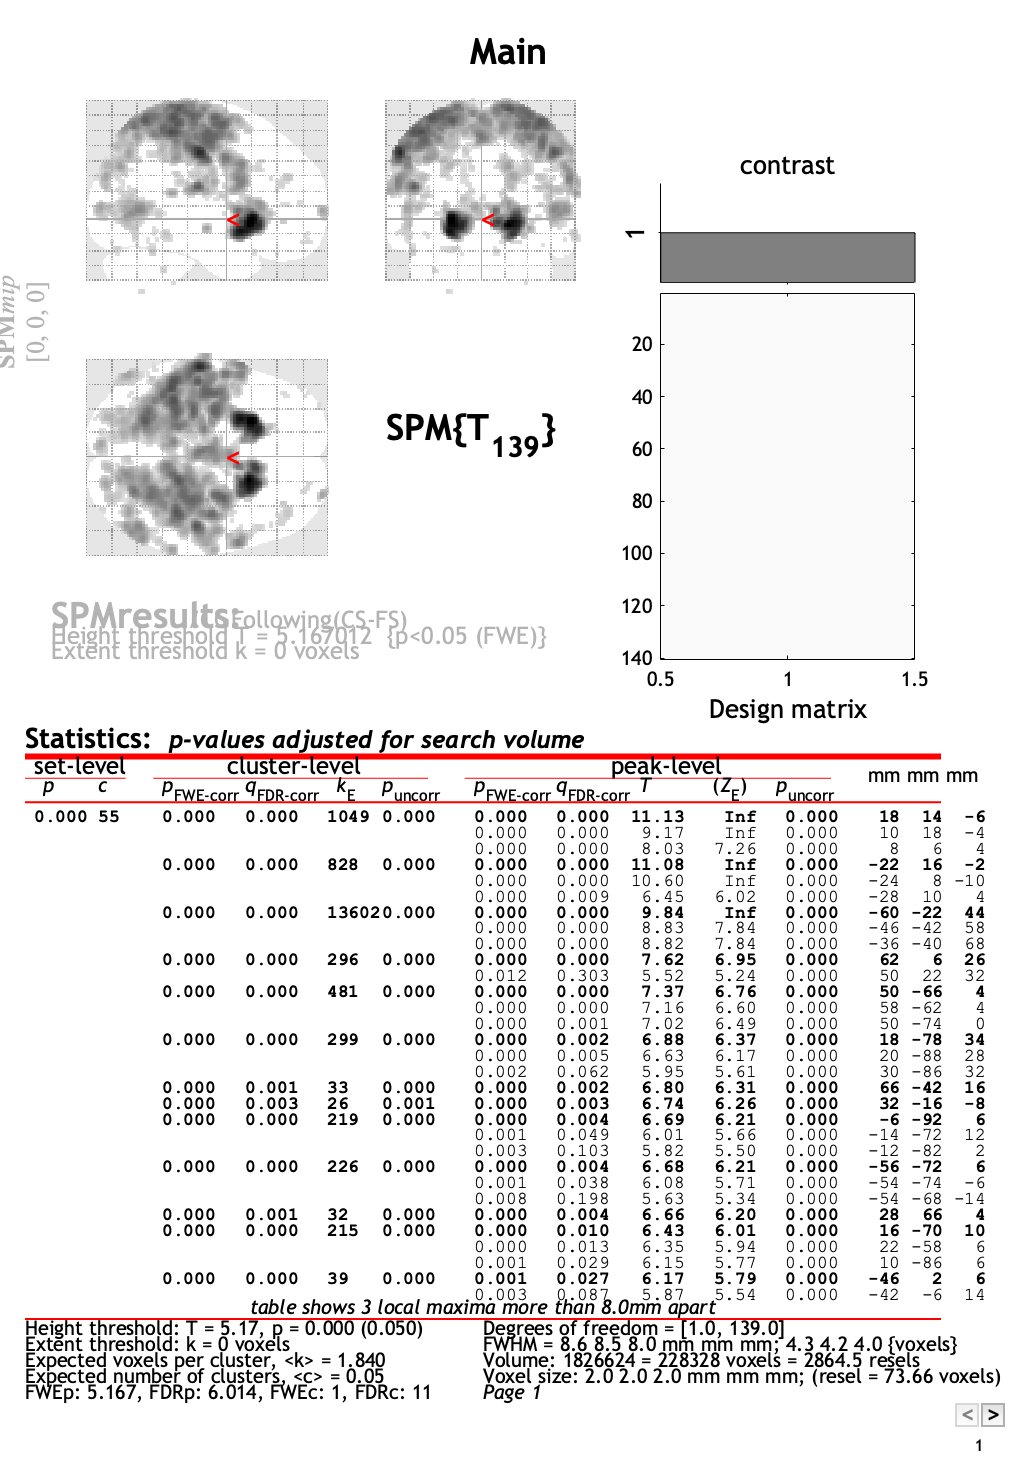 Main
contrast
1
SPMmip
[0, 0, 0]
20
40
60
80
100
120
140
0.5 1 1.5
Design matrix
SPM{T139}
SPMresults: Following(CS-FS)
Height threshold T = 5.167012 {p<0.05 (FWE)}
Extent threshold k = 0 voxels
Statistics: p-values adjusted for search volume
set-level cluster-level peak-level mm mm mm
p c pFWE-corr qFDR-corr kE puncorr pFWE-corr qFDR-corr T (ZE) puncorr
0.000 55 0.000 0.000 1049 0.000 0.000 0.000 11.13 Inf 0.000 18 14 -6
0.000 0.000 9.17 Inf 0.000 10 18 -4
0.000 0.000 8.03 7.26 0.000 8 6 4
0.000 0.000 828 0.000 0.000 0.000 11.08 Inf 0.000 -22 16 -2
0.000 0.000 10.60 Inf 0.000 -24 8 -10
0.000 0.009 6.45 6.02 0.000 -28 10 4
0.000 0.000 13602 0.000 0.000 0.000 9.84 Inf 0.000 -60 -22 44
0.000 0.000 8.83 7.84 0.000 -46 -42 58
0.000 0.000 8.82 7.84 0.000 -36 -40 68
0.000 0.000 296 0.000 0.000 0.000 7.62 6.95 0.000 62 6 26
0.012 0.303 5.52 5.24 0.000 50 22 32
0.000 0.000 481 0.000 0.000 0.000 7.37 6.76 0.000 50 -66 4
0.000 0.000 7.16 6.60 0.000 58 -62 4
0.000 0.001 7.02 6.49 0.000 50 -74 0
0.000 0.000 299 0.000 0.000 0.002 6.88 6.37 0.000 18 -78 34
0.000 0.005 6.63 6.17 0.000 20 -88 28
0.002 0.062 5.95 5.61 0.000 30 -86 32
0.000 0.001 33 0.000 0.000 0.002 6.80 6.31 0.000 66 -42 16
0.000 0.003 26 0.001 0.000 0.003 6.74 6.26 0.000 32 -16 -8
0.000 0.000 219 0.000 0.000 0.004 6.69 6.21 0.000 -6 -92 6
0.001 0.049 6.01 5.66 0.000 -14 -72 12
0.003 0.103 5.82 5.50 0.000 -12 -82 2
0.000 0.000 226 0.000 0.000 0.004 6.68 6.21 0.000 -56 -72 6
0.001 0.038 6.08 5.71 0.000 -54 -74 -6
0.008 0.198 5.63 5.34 0.000 -54 -68 -14
0.000 0.001 32 0.000 0.000 0.004 6.66 6.20 0.000 28 66 4
0.000 0.000 215 0.000 0.000 0.010 6.43 6.01 0.000 16 -70 10
0.000 0.013 6.35 5.94 0.000 22 -58 6
0.001 0.029 6.15 5.77 0.000 10 -86 6
0.000 0.000 39 0.000 0.001 0.027 6.17 5.79 0.000 -46 2 6
0.003 0.087 5.87 5.54 0.000 -42 -6 14
table shows 3 local maxima more than 8.0mm apart
Height threshold: T = 5.17, p = 0.000 (0.050) Degrees of freedom = [1.0, 139.0]
Extent threshold: k = 0 voxels FWHM = 8.6 8.5 8.0 mm mm mm; 4.3 4.2 4.0 {voxels}
Expected voxels per cluster, <k> = 1.840 Volume: 1826624 = 228328 voxels = 2864.5 resels
Expected number of clusters, <c> = 0.05 Voxel size: 2.0 2.0 2.0 mm mm mm; (resel = 73.66 voxels)
FWEp: 5.167, FDRp: 6.014, FWEc: 1, FDRc: 11 Page 1
< >
1